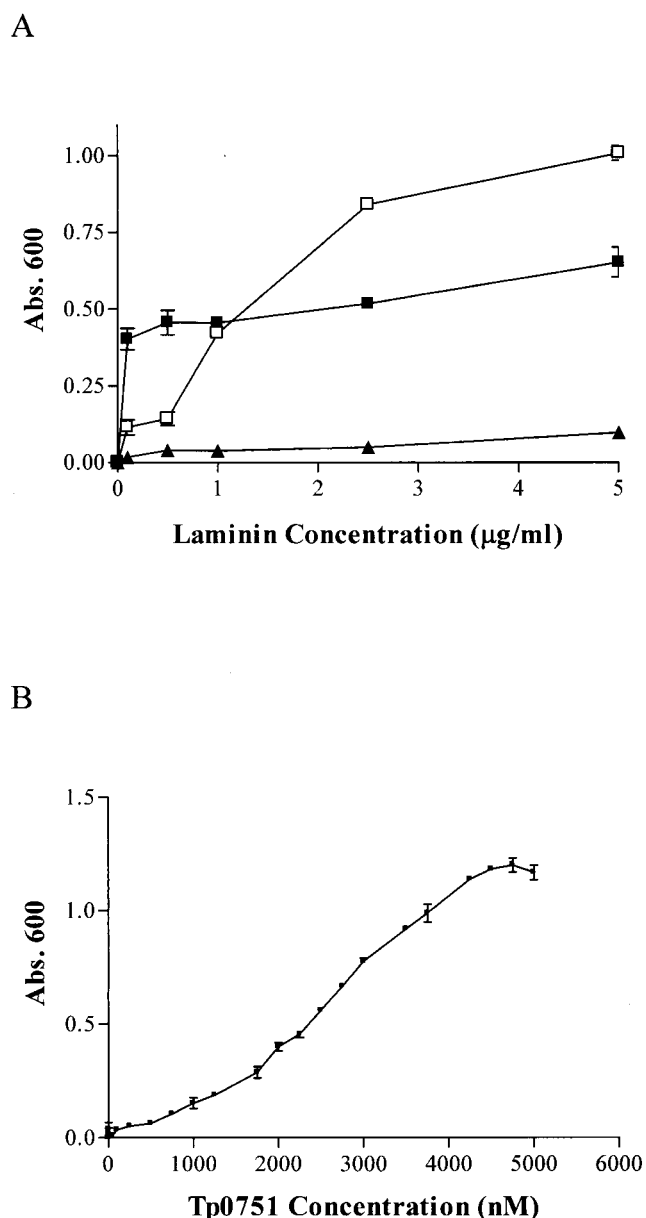 A
1.00
0.75
0.50
0.25
0.00
Abs. 600
0 1 2 3 4 5
Laminin Concentration (μg/ml)
B
1.5
1.0
0.5
0.0
Abs. 600
0 1000 2000 3000 4000 5000 6000
Tp0751 Concentration (nM)